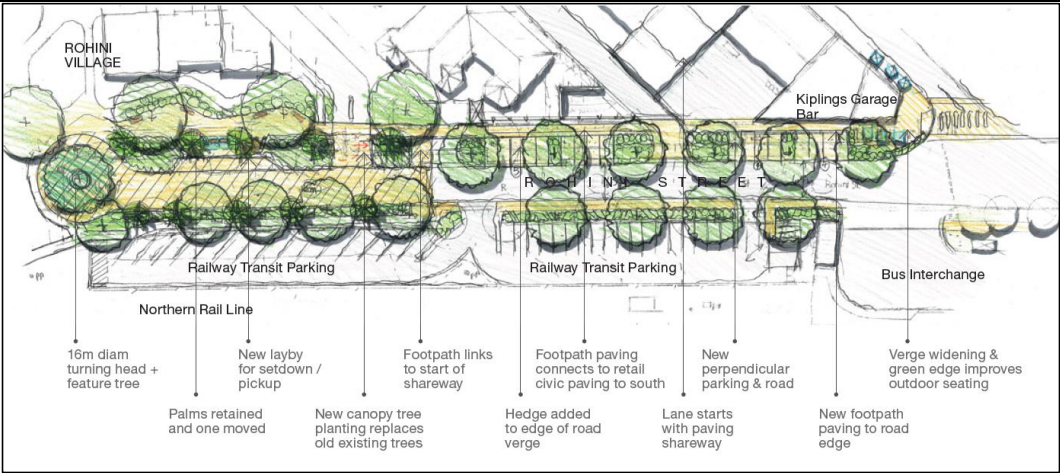 ROHINI
VILLAGE
Kiplings Garage
Bar
ROHINI STREET
Railway Transit Parking
Railway Transit Parking
Bus Interchange
Northern Rail Line
16m diam
turning head +
feature tree
New layby
for setdown /
pickup
Footpath links
to start of
shareway
Footpath paving
connects to retail
civic paving to south
New
perpendicular
parking & road
Verge widening &
green edge improves
outdoor seating
Palms retained
and one moved
New canopy tree
planting replaces
old existing trees
Hedge added
to edge of road
verge
Lane starts
with paving
shareway
New footpath
paving to road
edge